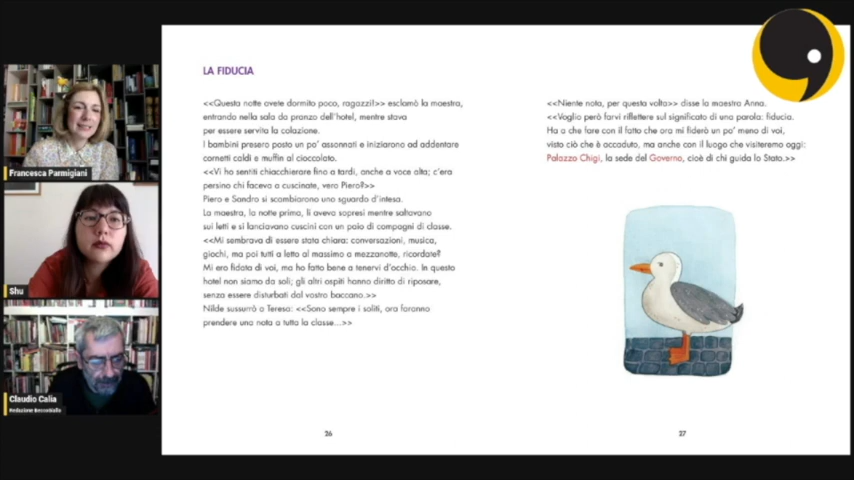 LA FIDUCIA
<<Questa notte avete dormito poco, ragazzi!>> esclamò la maestra,
entrando nella sala da pranzo dell'hotel, mentre stava
per essere servita la colazione.
I bambini presero posto un po' assonnati e iniziarono ad addentare
cornetti caldi e muffin al cioccolato.
<<Vi ho sentiti chiacchierare fino a tardi, anche a voce alta; c'era
persino chi faceva a cuscinate, vero Piero?>>
Piero e Sandro si scambiarono uno sguardo d'intesa.
La maestra, la notte prima, li aveva sopresi mentre saltavano
sui letti e si lanciavano cuscini con un paio di compagni di classe.
<<Mi sembrava di essere stata chiara: conversazioni, musica,
giochi, ma poi tutti a letto al massimo a mezzanotte, ricordate?
Mi ero fidata di voi, ma ho fatto bene a tenervi d'occhio. In questo
hotel non siamo da soli; gli altri ospiti hanno diritto di riposare,
senza essere disturbati dal vostro baccano.>>
Nilde sussurrò a Teresa: <<Sono sempre i soliti, ora faranno
prendere una nota a tutta la classe...>>
26
<<Niente nota, per questa volta>> disse la maestra Anna.
<<Voglio però farvi riflettere sul significato di una parola: fiducia.
Ha a che fare con il fatto che ora mi fiderò un po' meno di voi,
visto ciò che è accaduto, ma anche con il luogo che visiteremo oggi:
Palazzo Chigi, la sede del Governo, cioè di chi guida lo Stato.>>
27
Francesca Parmigiani
Shu
Claudio Calia
Redazione BeccoGiallo